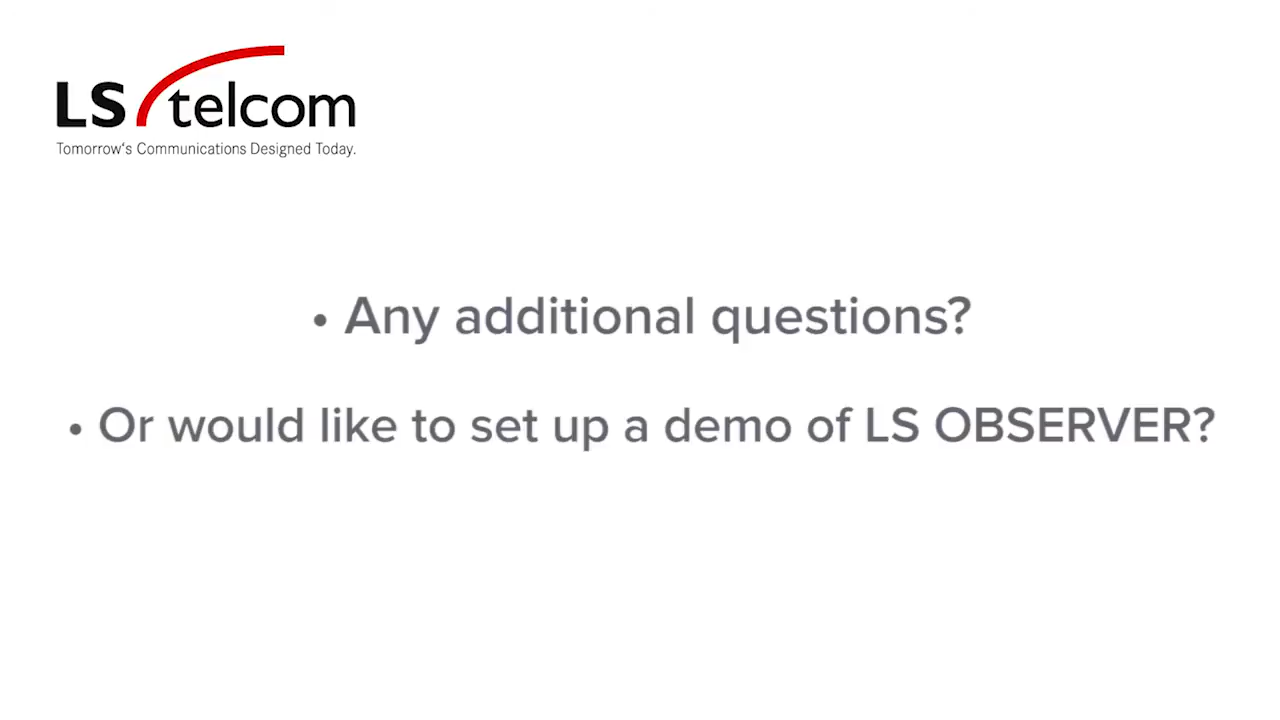 LS telcom
Tomorrow‘s Communications Designed Today.
• Any additional questions?
• Or would like to set up a demo of LS OBSERVER?